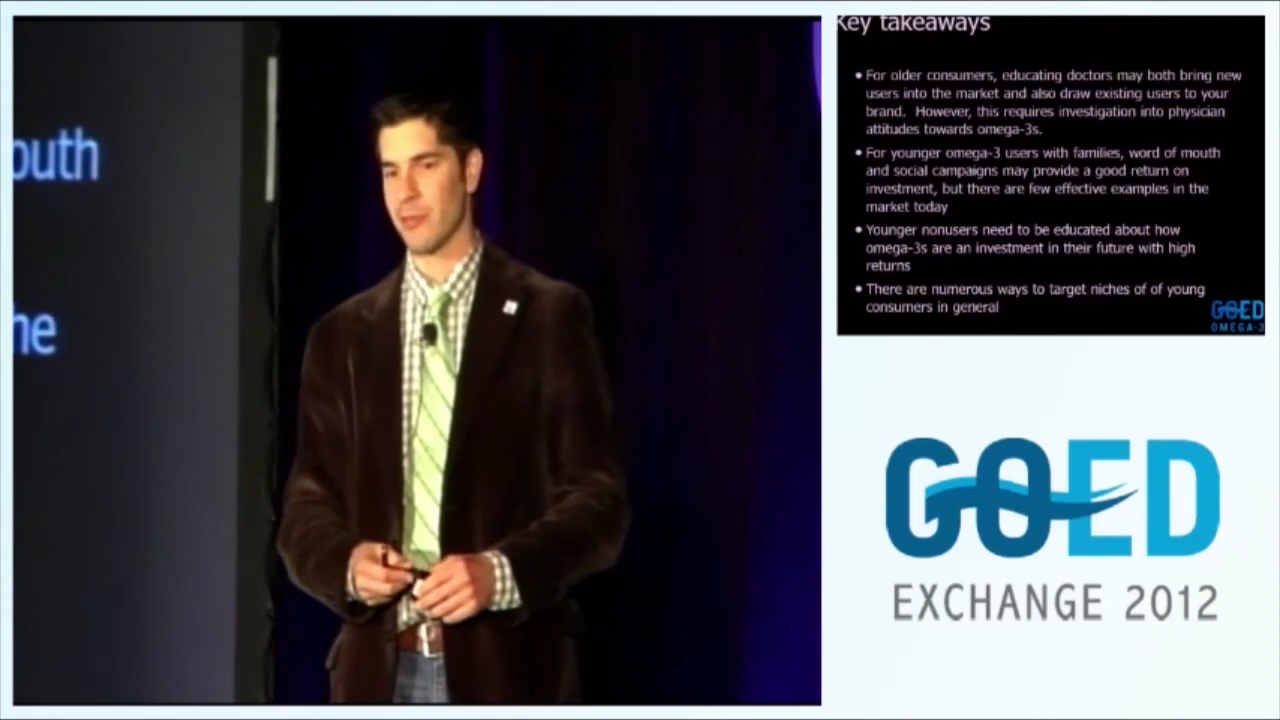 outh
he
Key takeaways
• For older consumers, educating doctors may both bring new
users into the market and also draw existing users to your
brand. However, this requires investigation into physician
attitudes towards omega-3s.
• For younger omega-3 users with families, word of mouth
and social campaigns may provide a good return on
investment, but there are few effective examples in the
market today
• Younger nonusers need to be educated about how
omega-3s are an investment in their future with high
returns
• There are numerous ways to target niches of of young
consumers in general
GOED
OMEGA-3
GOED
EXCHANGE 2012